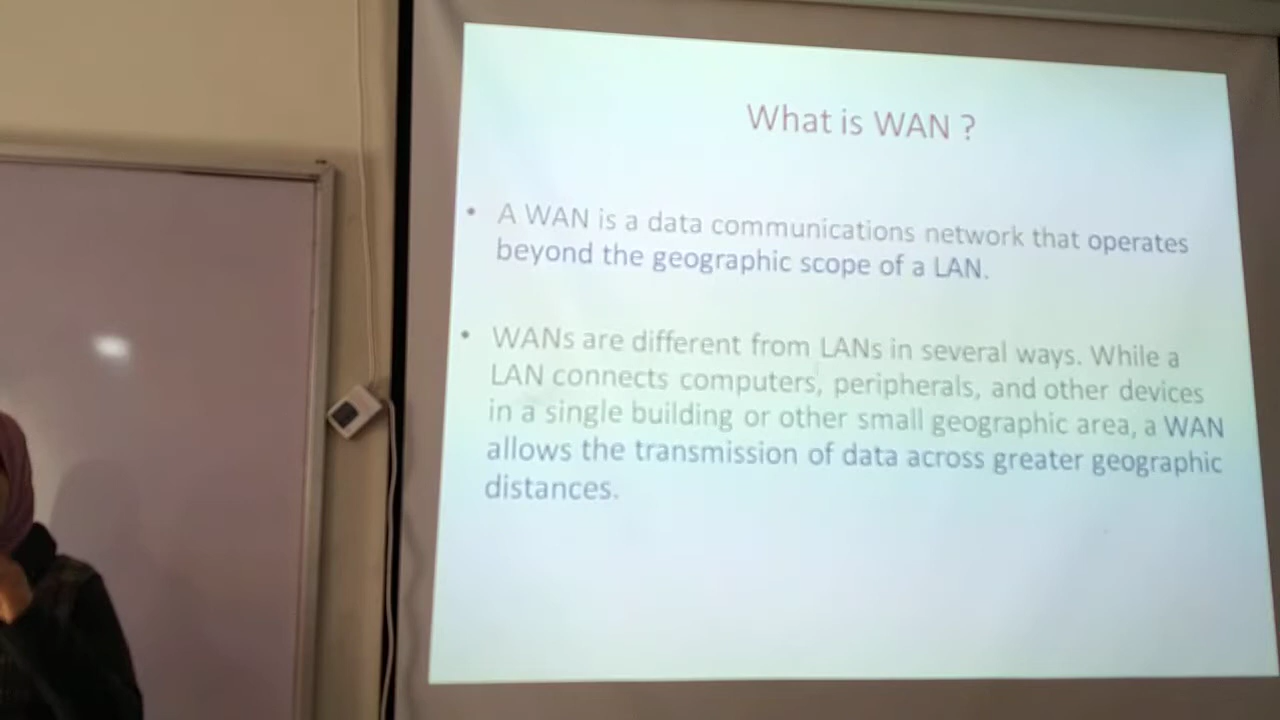 What is WAN ?
• A WAN is a data communications network that operates
beyond the geographic scope of a LAN.
• WANs are different from LANs in several ways. While a
LAN connects computers, peripherals, and other devices
in a single building or other small geographic area, a WAN
allows the transmission of data across greater geographic
distances.